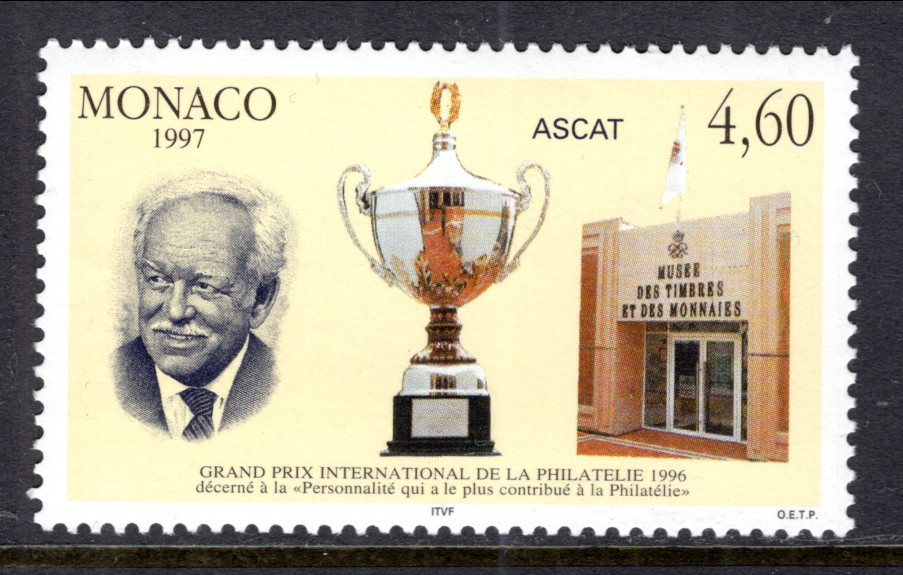 MONACO
1997
ASCAT
4,60
MUSEE
DES TIMBRES
ET DES MONNAIES
GRAND PRIX INTERNATIONAL DE LA PHILATELIE 1996
décerné à la «Personnalité qui a le plus contribué à la Philatélie»
ITVF
O.E.T.P.